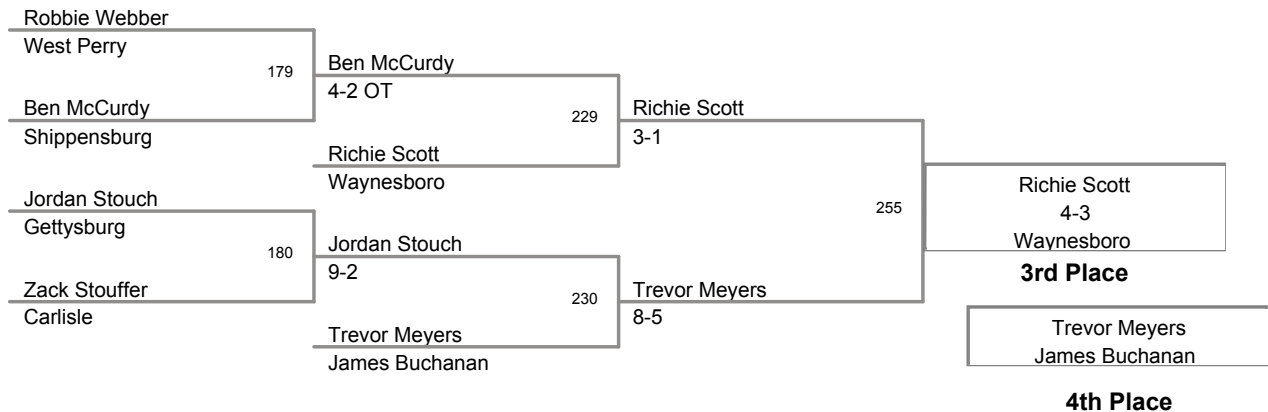 Robbie Webber
West Perry
179
Ben McCurdy
Shippensburg
Ben McCurdy
4-2 OT
229
Richie Scott
Waynesboro
Richie Scott
3-1
Jordan Stouch
Gettysburg
180
Zack Stouffer
Carlisle
Jordan Stouch
9-2
230
Trevor Meyers
James Buchanan
Trevor Meyers
8-5
255
Richie Scott
4-3
Waynesboro
3rd Place
Trevor Meyers
James Buchanan
4th Place